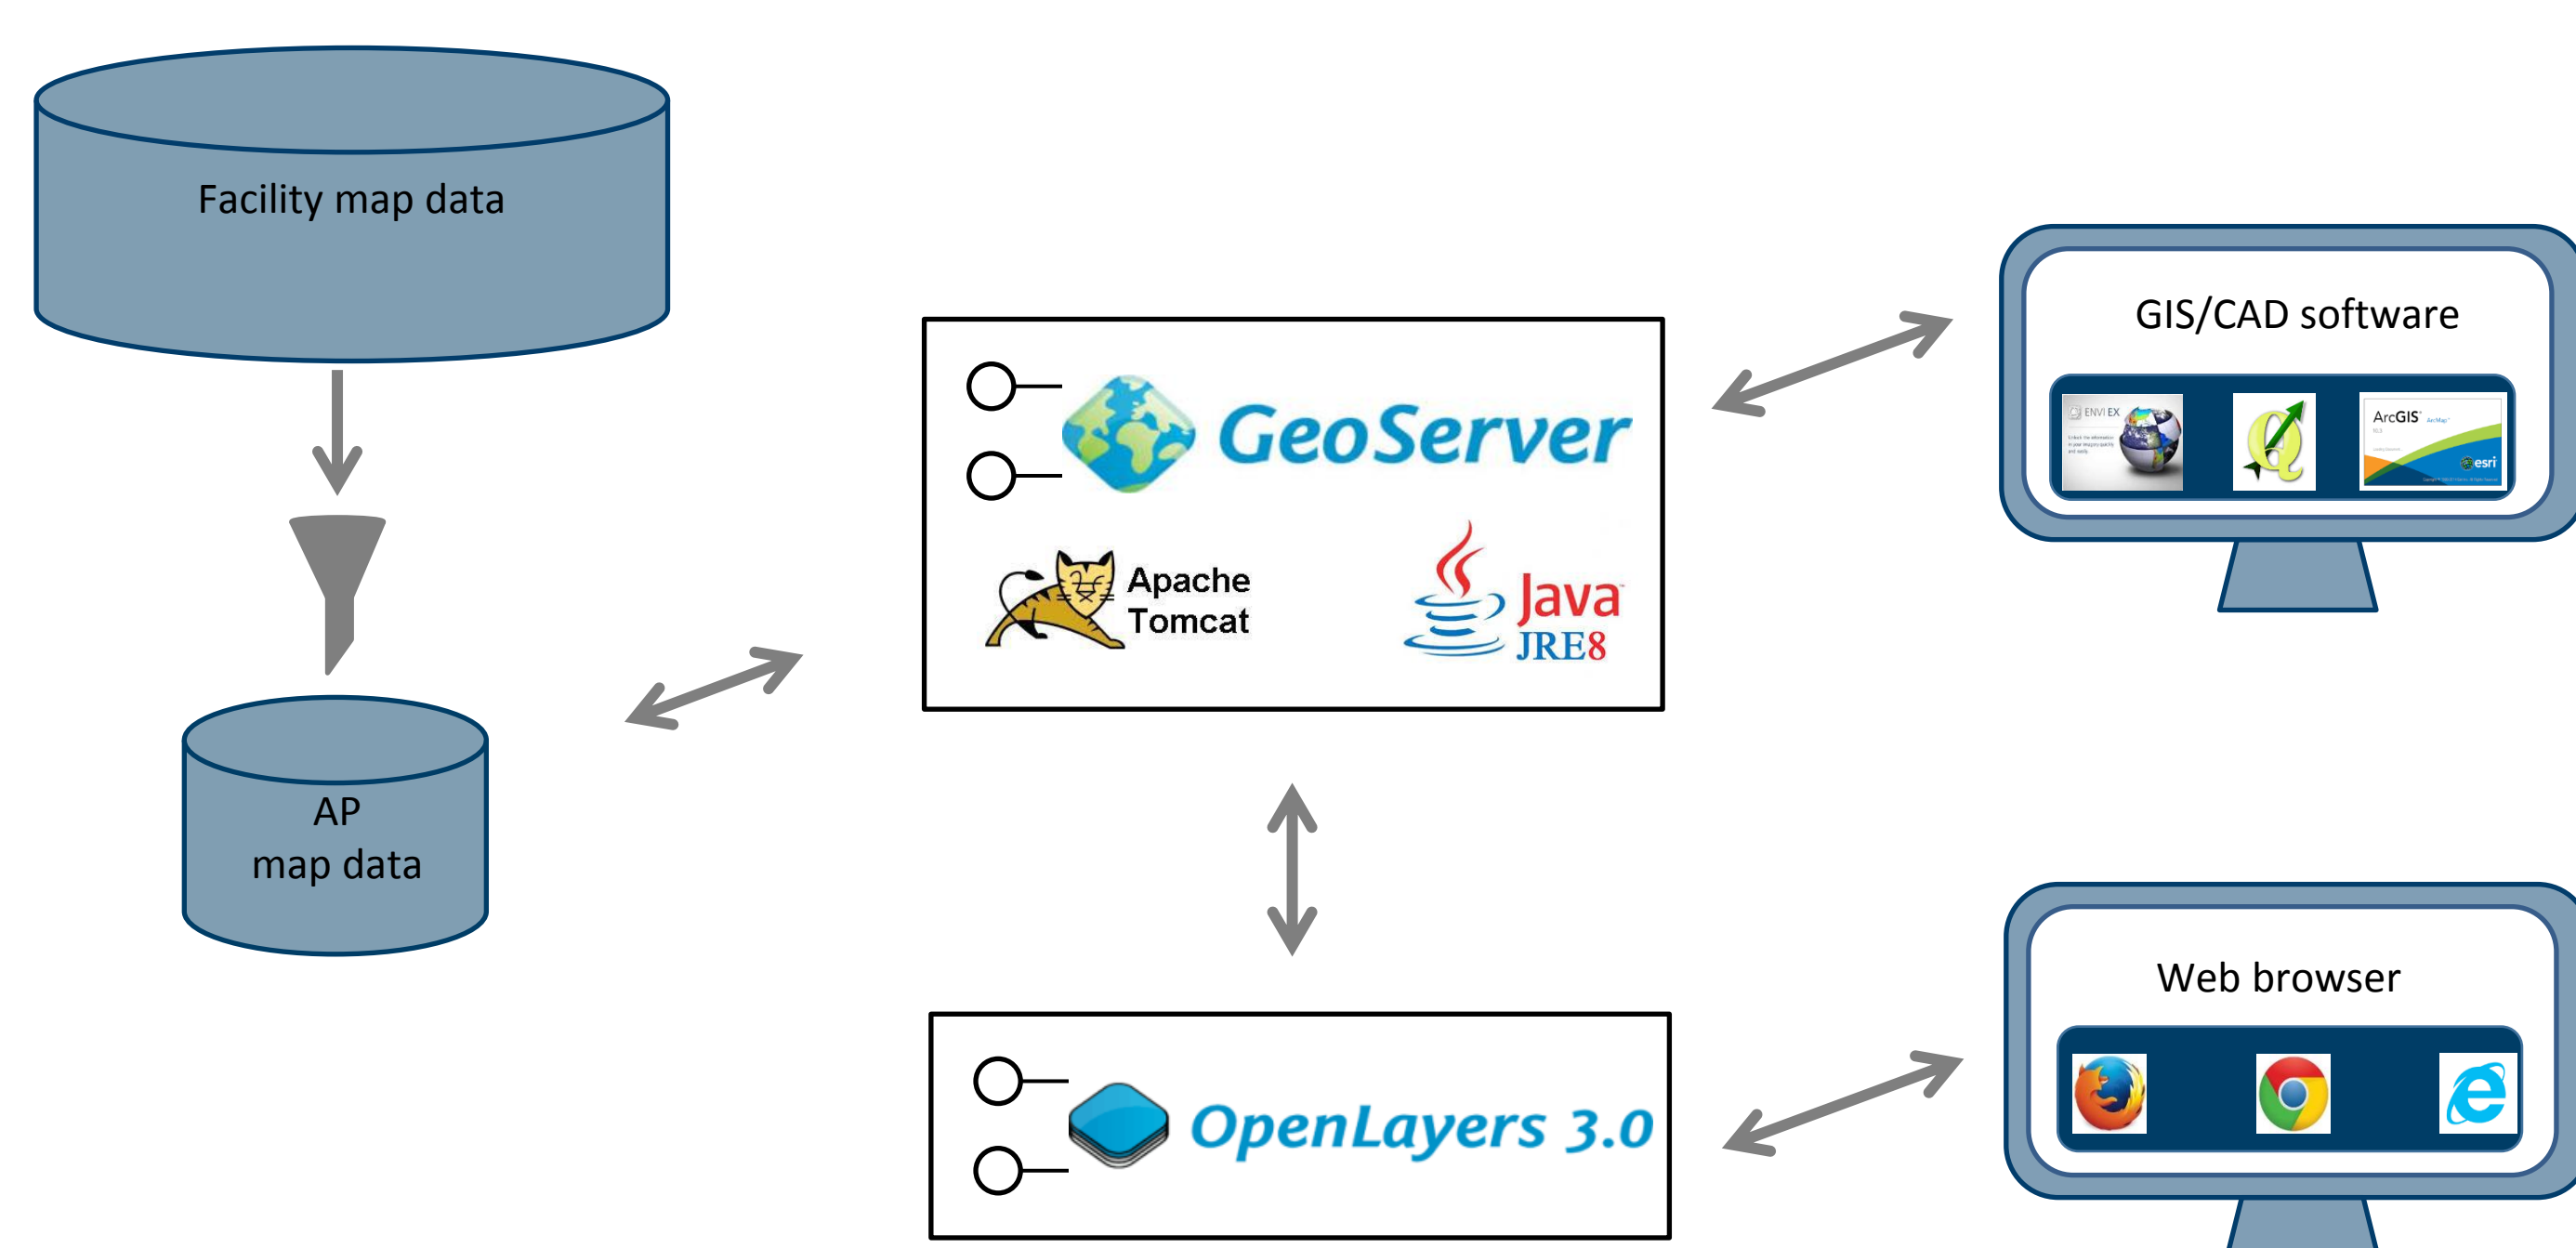 Facility map data
GeoServer
Apache
Tomcat
Java
JRE8
GIS/CAD software
ENVI EX
ArcGIS ArcMap
esri
AP
map data
OpenLayers 3.0
Web browser